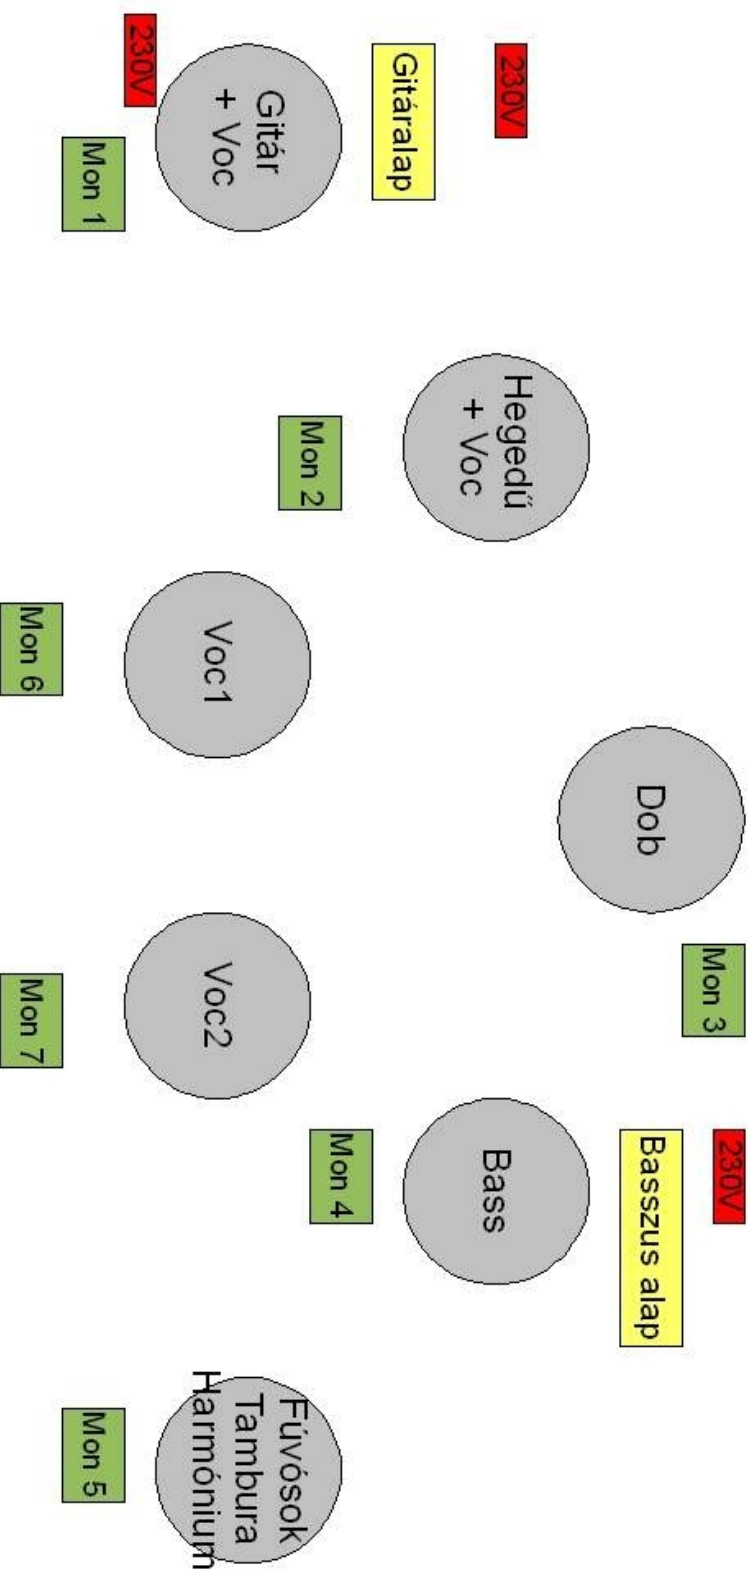 Mon 3
230V
Dob
Basszus alap
230V
Hegedű
+ Voc
Bass
Gitáralap
Mon 2
Mon 4
Gitár
+ Voc
Voc1
Voc2
Fúvósok
Tambura
Harmónium
230V
Mon 1
Mon 5
Mon 6
Mon 7